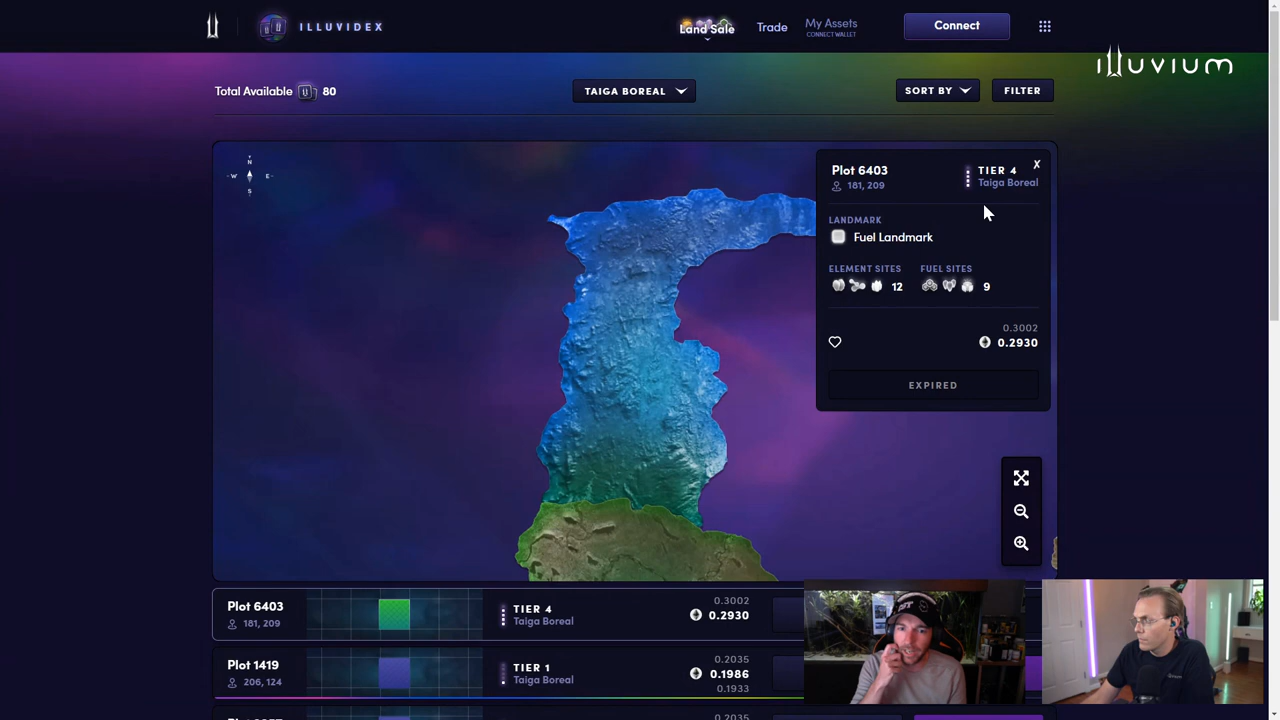 ILLUVIDEX
Land Sale
Trade
My Assets
CONNECT WALLET
Connect
ıllUVIUM
Total Available 80
TAIGA BOREAL
SORT BY
FILTER
N
W E
S
Plot 6403
181, 209
TIER 4
Taiga Boreal
X
LANDMARK
Fuel Landmark
ELEMENT SITES
12
FUEL SITES
9
0.3002
0.2930
EXPIRED
Plot 6403
181, 209
TIER 4
Taiga Boreal
0.3002
0.2930
Plot 1419
206, 124
TIER 1
Taiga Boreal
0.2035
0.1986
0.1933
0.2035